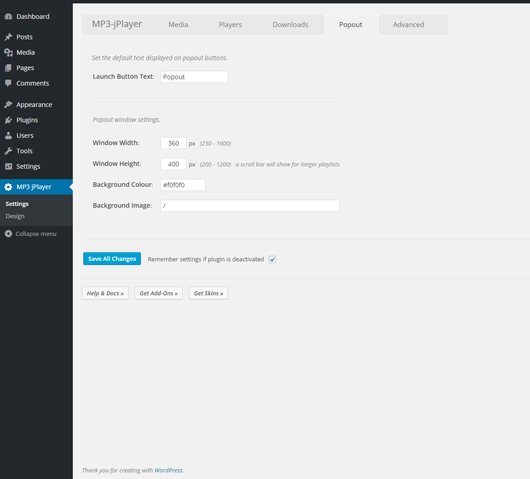 Dashboard
Posts
Media
Pages
Comments
Appearance
Plugins
Users
Tools
Settings
MP3 jPlayer
Settings
Design
Collapse menu
MP3-jPlayer Media Players Downloads Popout Advanced
Set the default text displayed on popout buttons.
Launch Button Text: Popout
Popout window settings.
Window Width: 360 px (250 - 1600)
Window Height: 400 px (200 - 1200) a scroll bar will show for longer playlists
Background Colour: #f0f0f0
Background Image: /
Save All Changes Remember settings if plugin is deactivated
Help & Docs » Get Add-Ons » Get Skins »
Thank you for creating with WordPress.